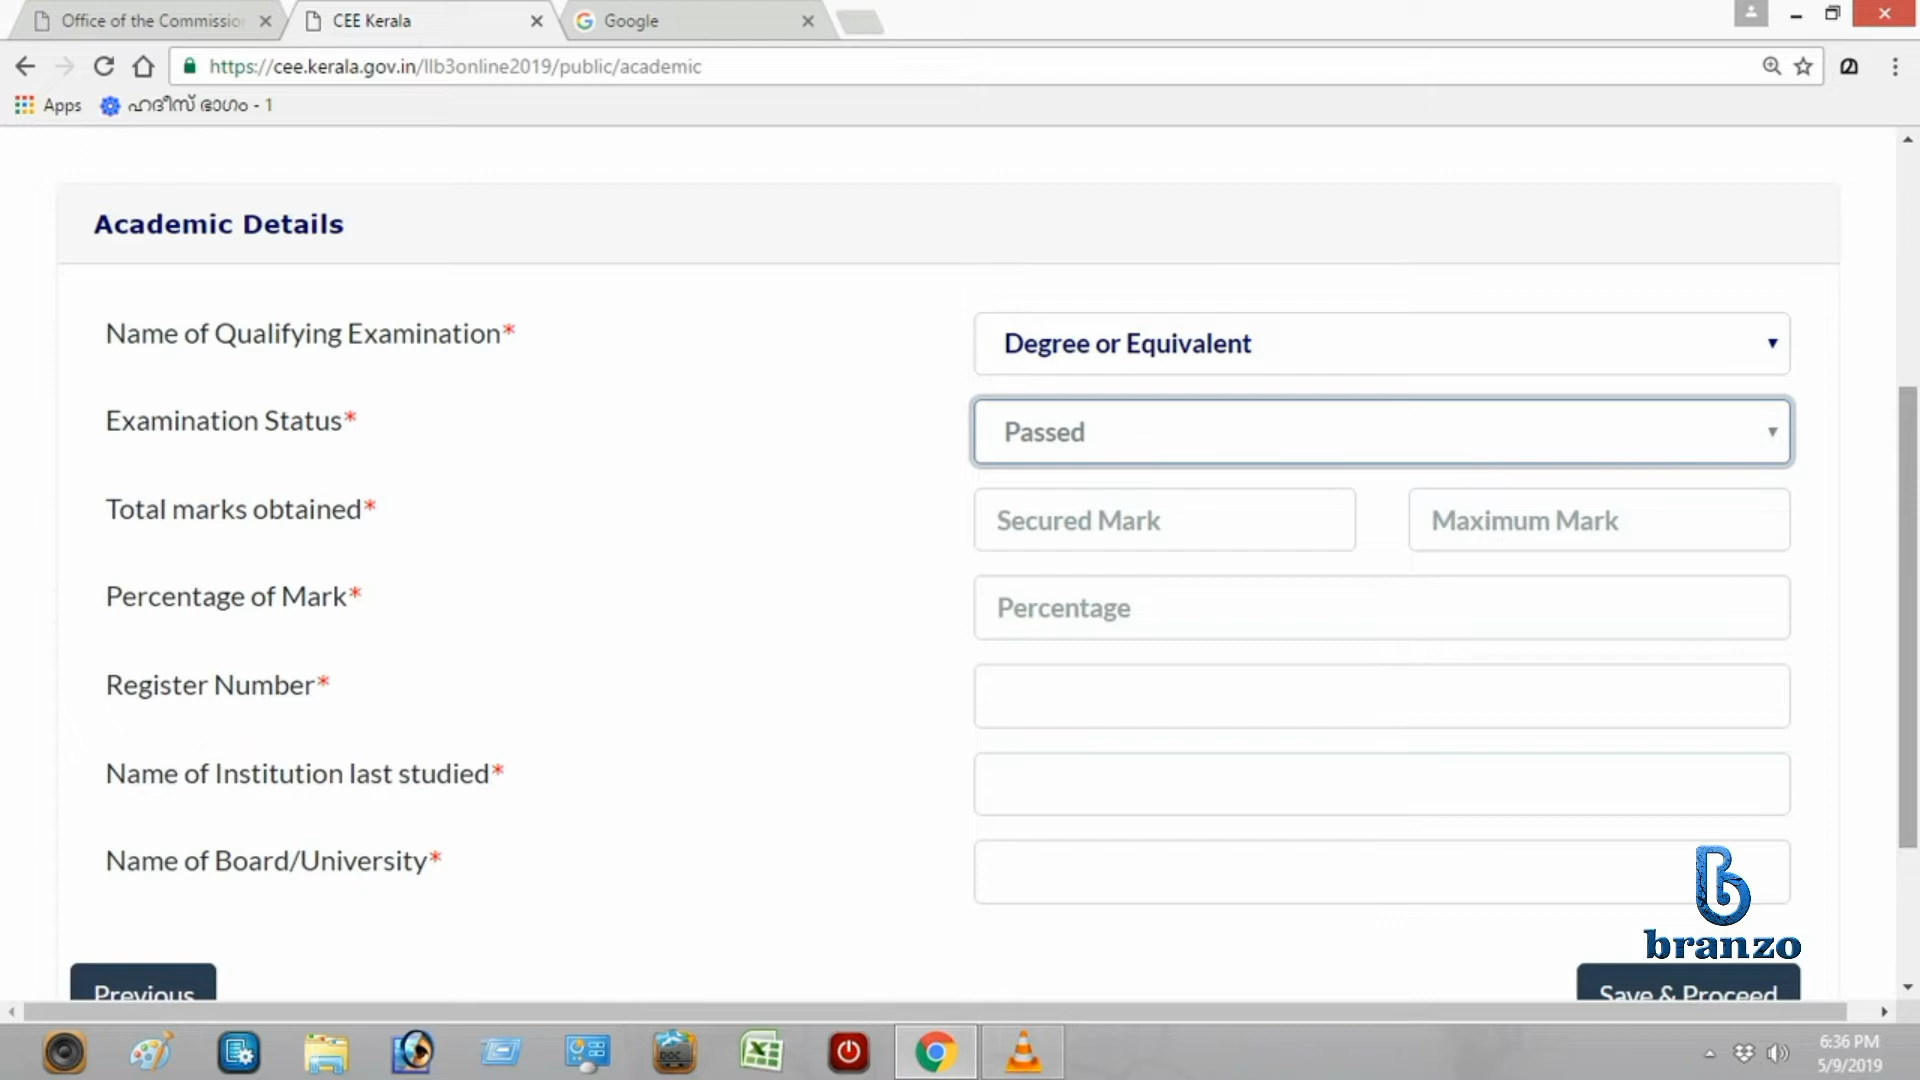 Office of the Commissio
CEE Kerala
Google
https://cee.kerala.gov.in/llb3online2019/public/academic
Apps
ഹദീസ് ഭാഗം - 1
Academic Details
Name of Qualifying Examination*
Degree or Equivalent
Examination Status*
Passed
Total marks obtained*
Secured Mark
Maximum Mark
Percentage of Mark*
Percentage
Register Number*
Name of Institution last studied*
Name of Board/University*
branzo
Previous
Save & Proceed
DOC
6:36 PM
5/9/2019